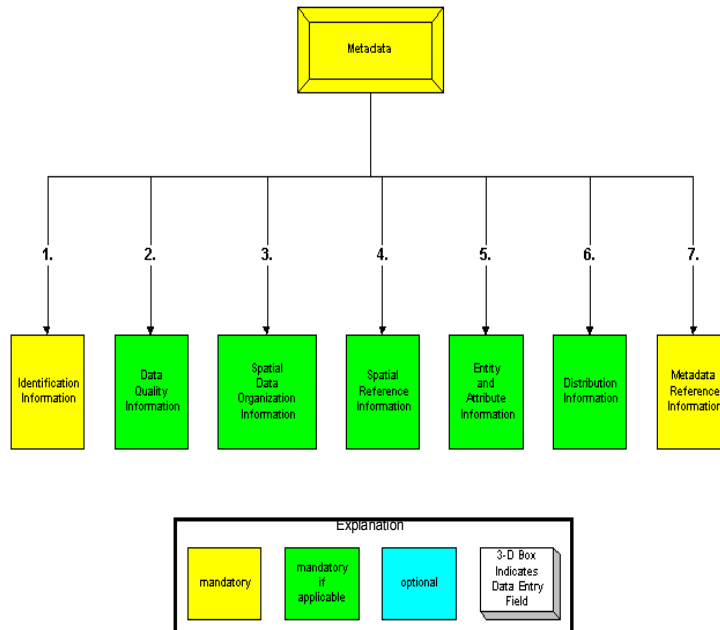 Metadata
1.
2.
3.
4.
5.
6.
7.
Identification
Information
Data
Quality
Information
Spatial
Data
Organization
Information
Spatial
Reference
Information
Entity
and
Attribute
Information
Distribution
Information
Metadata
Reference
Information
Explanation
mandatory
mandatory
if
applicable
optional
3-D Box
Indicates
Data Entry
Field